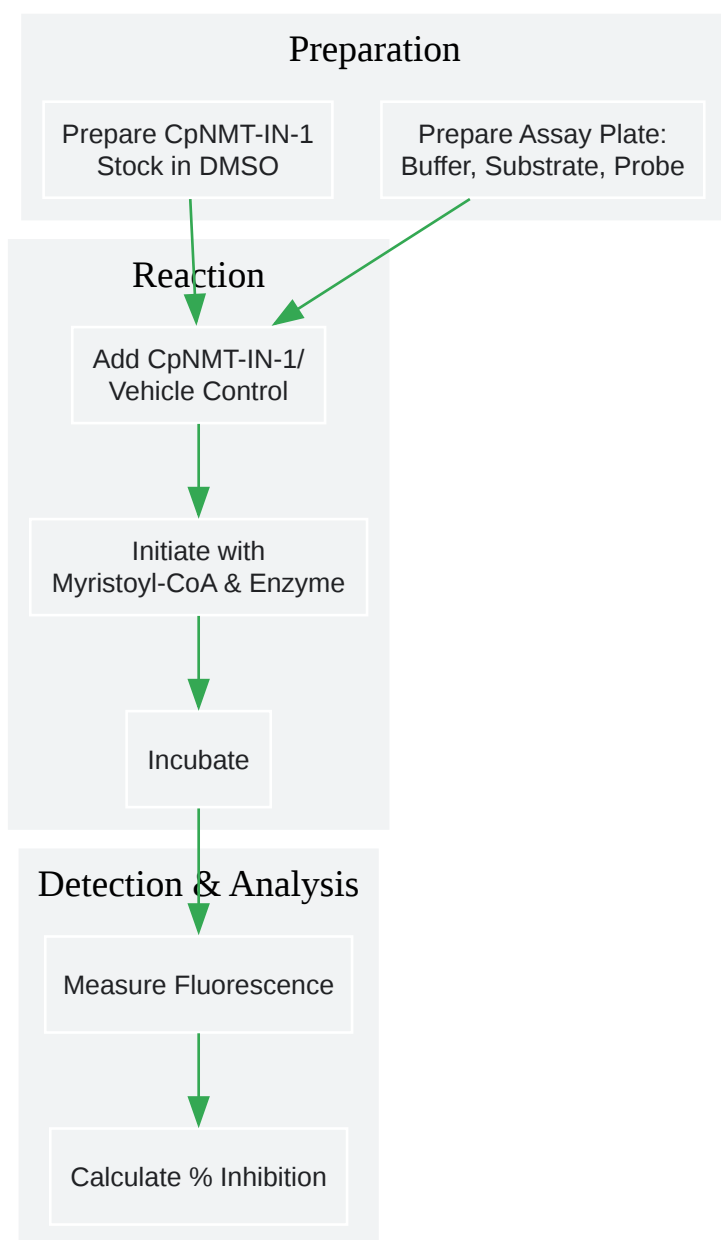 Preparation
Prepare CpNMT-IN-1
Stock in DMSO
Prepare Assay Plate:
Buffer, Substrate, Probe
Reaction
Add CpNMT-IN-1/
Vehicle Control
Initiate with
Myristoyl-CoA & Enzyme
Incubate
Detection & Analysis
Measure Fluorescence
Calculate % Inhibition